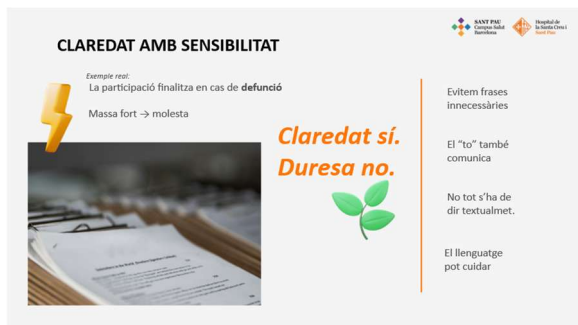 SANT PAU
Campus Salut
Barcelona
Hospital de
la Santa Creu i
Sant Pau
CLAREDAT AMB SENSIBILITAT
Exemple real:
La participació finalitza en cas de defunció
Massa fort → molesta
Claredat sí.
Duresa no.
Evitem frases
innecessàries
El “to” també
comunica
No tot s’ha de
dir textualmet.
El llenguatge
pot cuidar